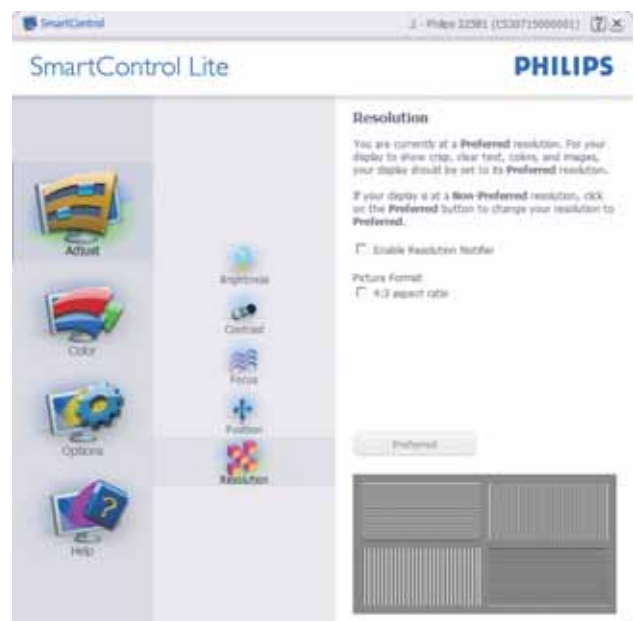 SmartControl
SmartControl Lite
PHILIPS
Resolution
You are currently at a Preferred resolution. For your
display to show crisp, clear text, colors, and images,
your display should be set to its Preferred resolution.
If your display is at a Non-Preferred resolution, click
on the Preferred button to change your resolution to
Preferred.
Enable Resolution Notifier
Picture Format
4:3 aspect ratio
Preferred
Adjust
Color
Options
Help
Brightness
Contrast
Focus
Position
Resolution